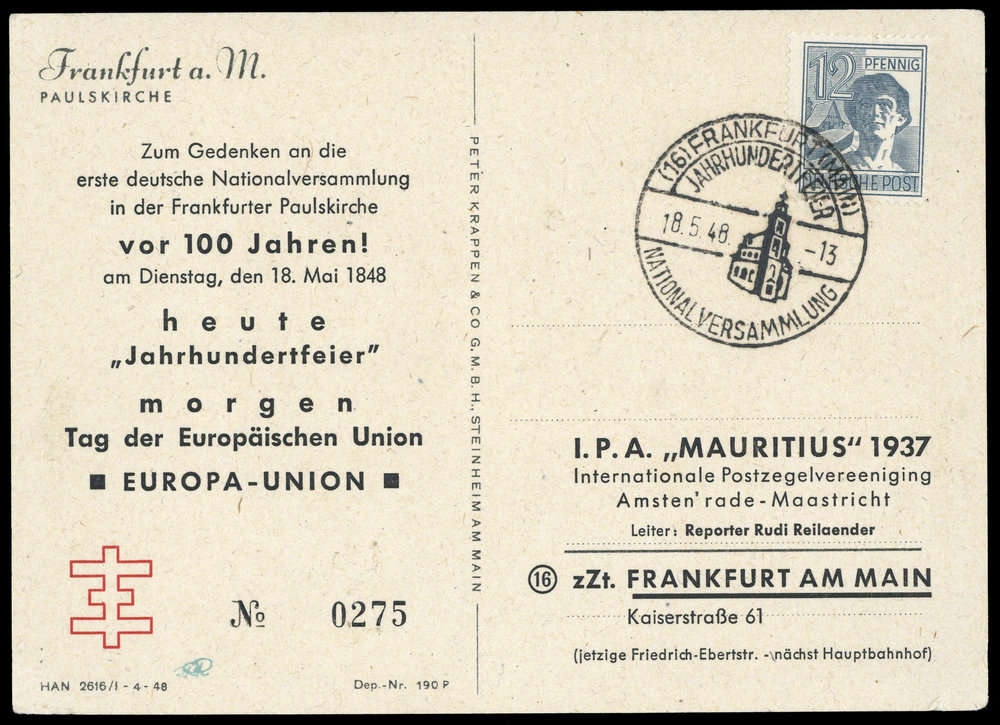 Frankfurt a. M.
PAULSKIRCHE
Zum Gedenken an die
erste deutsche Nationalversammlung
in der Frankfurter Paulskirche
vor 100 Jahren!
am Dienstag, den 18. Mai 1848
heute
„Jahrhundertfeier”
morgen
Tag der Europäischen Union
■ EUROPA-UNION ■
№ 0275
HAN 2616/I - 4 - 48
Dep.-Nr. 190 P
PETER KRAPPEN & CO G.M.B.H., STEINHEIM AM MAIN
12 PFENNIG
DEUTSCHE POST
(16) FRANKFURT (MAIN)
JAHRHUNDERTFEIER
18.5.48. -13
NATIONALVERSAMMLUNG
I.P.A. „MAURITIUS“ 1937
Internationale Postzegelvereeniging
Amsten' rade - Maastricht
Leiter: Reporter Rudi Reilaender
16 zZt. FRANKFURT AM MAIN
Kaiserstraße 61
(jetzige Friedrich-Ebertstr. - nächst Hauptbahnhof)